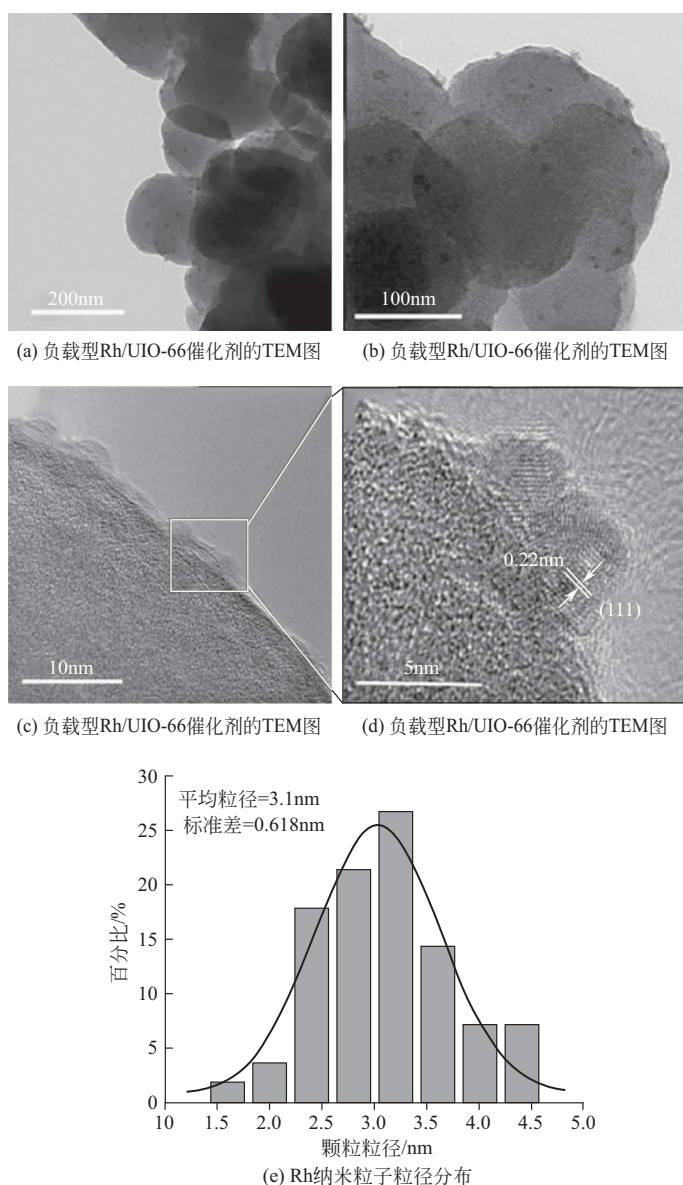 200nm
100nm
(a) 负载型Rh/UIO-66催化剂的TEM图
(b) 负载型Rh/UIO-66催化剂的TEM图
10nm
0.22nm
(111)
5nm
(c) 负载型Rh/UIO-66催化剂的TEM图
(d) 负载型Rh/UIO-66催化剂的TEM图
平均粒径=3.1nm
标准差=0.618nm
百分比/%
30
25
20
15
10
5
0
10 1.5 2.0 2.5 3.0 3.5 4.0 4.5 5.0
颗粒粒径/nm
(e) Rh纳米粒子粒径分布